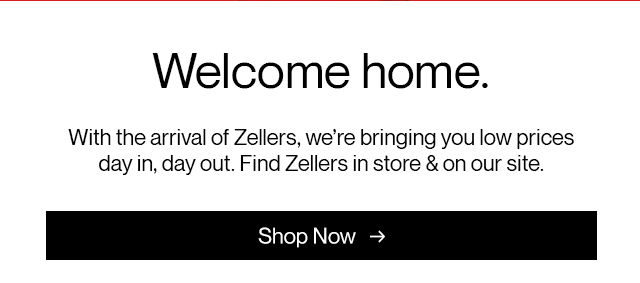 Welcome home.
With the arrival of Zellers, we’re bringing you low prices
day in, day out. Find Zellers in store & on our site.
Shop Now →